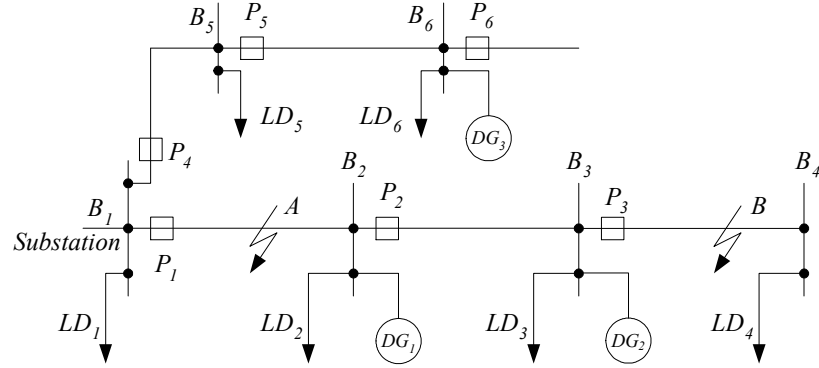 B5 P5 B6 P6
LD5 LD6 DG3
P4
B2 B3 B4
B1 A P2 P3 B
Substation
P1
LD1 LD2 DG1 LD3 DG2 LD4